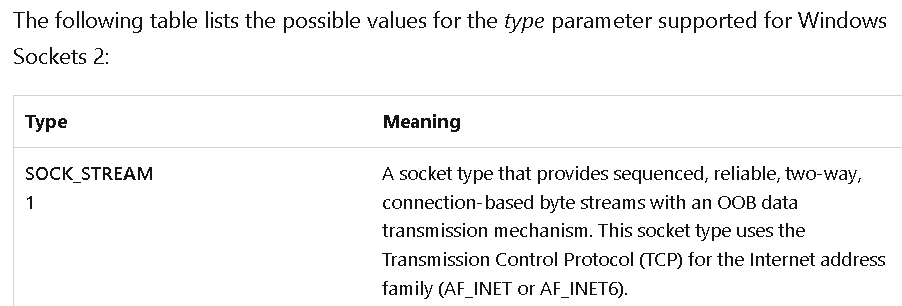 The following table lists the possible values for the type parameter supported for Windows
Sockets 2:
Type Meaning
SOCK_STREAM A socket type that provides sequenced, reliable, two-way,
1 connection-based byte streams with an OOB data
transmission mechanism. This socket type uses the
Transmission Control Protocol (TCP) for the Internet address
family (AF_INET or AF_INET6).